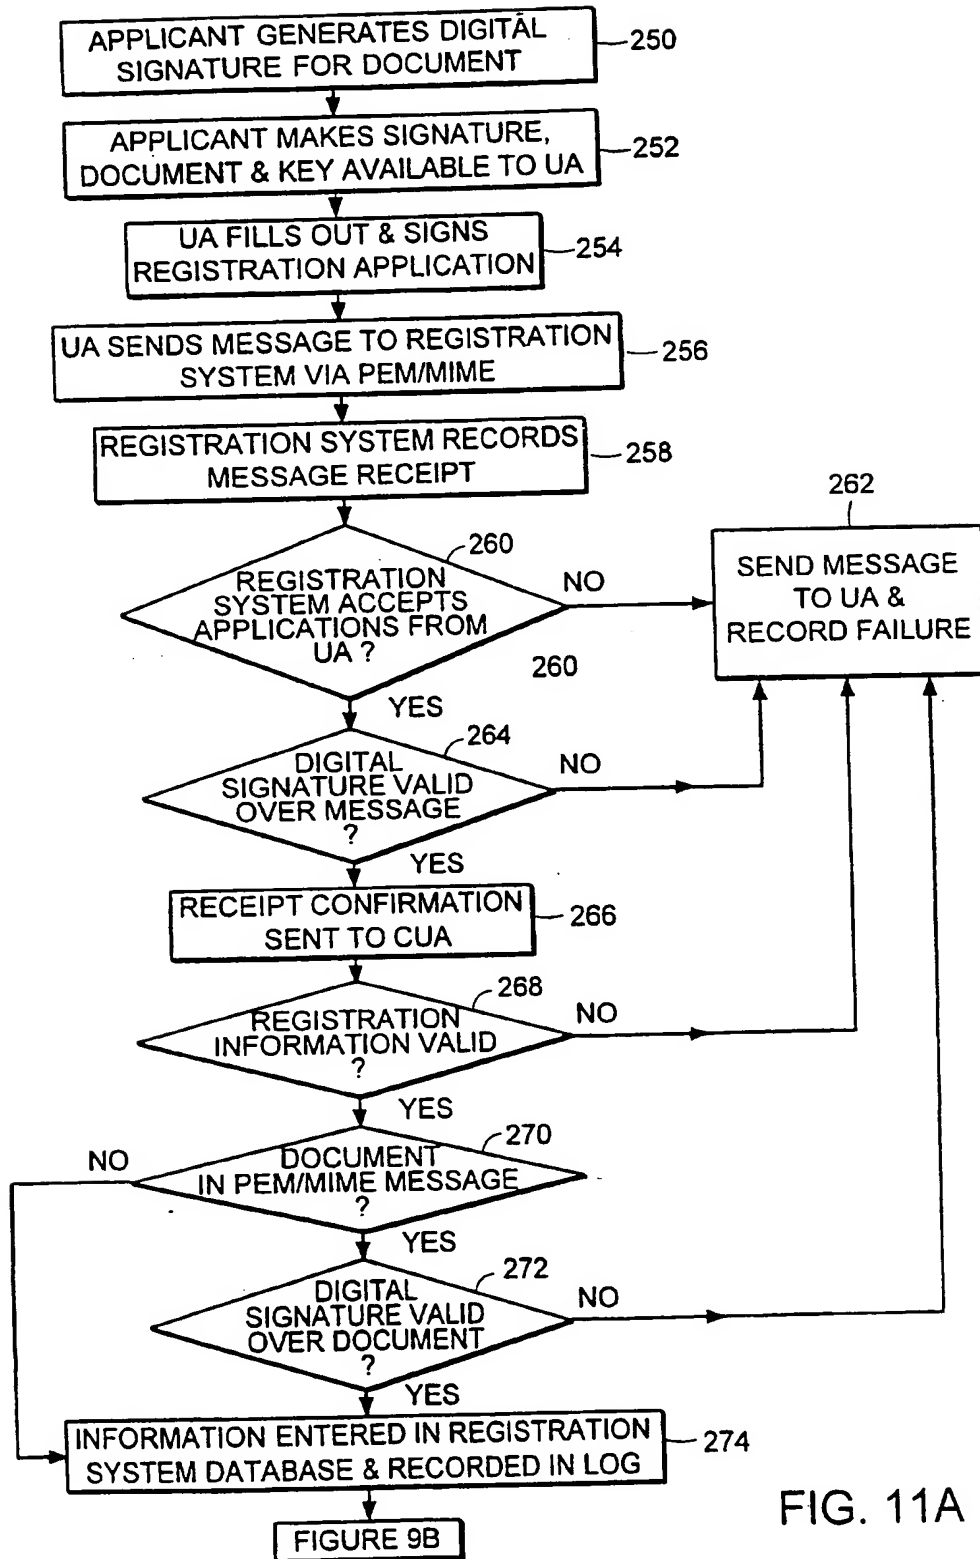 APPLICANT GENERATES DIGITAL
SIGNATURE FOR DOCUMENT
250
APPLICANT MAKES SIGNATURE,
DOCUMENT & KEY AVAILABLE TO UA
252
UA FILLS OUT & SIGNS
REGISTRATION APPLICATION
254
UA SENDS MESSAGE TO REGISTRATION
SYSTEM VIA PEM/MIME
256
REGISTRATION SYSTEM RECORDS
MESSAGE RECEIPT
258
260
REGISTRATION
SYSTEM ACCEPTS
APPLICATIONS FROM
UA ?
NO
262
SEND MESSAGE
TO UA &
RECORD FAILURE
260
YES
264
DIGITAL
SIGNATURE VALID
OVER MESSAGE
?
NO
YES
RECEIPT CONFIRMATION
SENT TO CUA
266
268
REGISTRATION
INFORMATION VALID
?
NO
YES
270
NO
DOCUMENT
IN PEM/MIME MESSAGE
?
YES
272
DIGITAL
SIGNATURE VALID
OVER DOCUMENT
?
NO
YES
INFORMATION ENTERED IN REGISTRATION
SYSTEM DATABASE & RECORDED IN LOG
274
FIGURE 9B
FIG. 11A